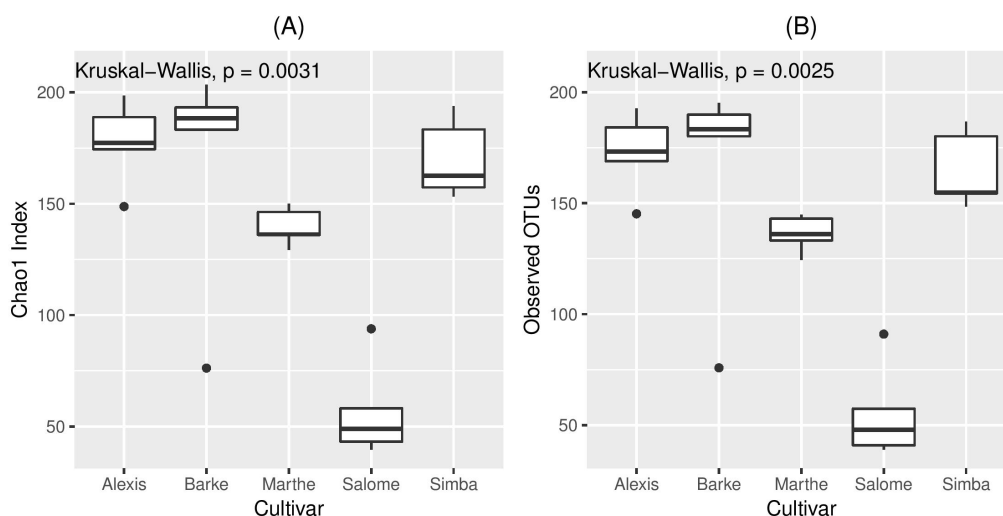 (A)
Kruskal−Wallis, p = 0.0031
Chao1 Index
200
150
100
50
Alexis Barke Marthe Salome Simba
Cultivar
(B)
Kruskal−Wallis, p = 0.0025
Observed OTUs
200
150
100
50
Alexis Barke Marthe Salome Simba
Cultivar